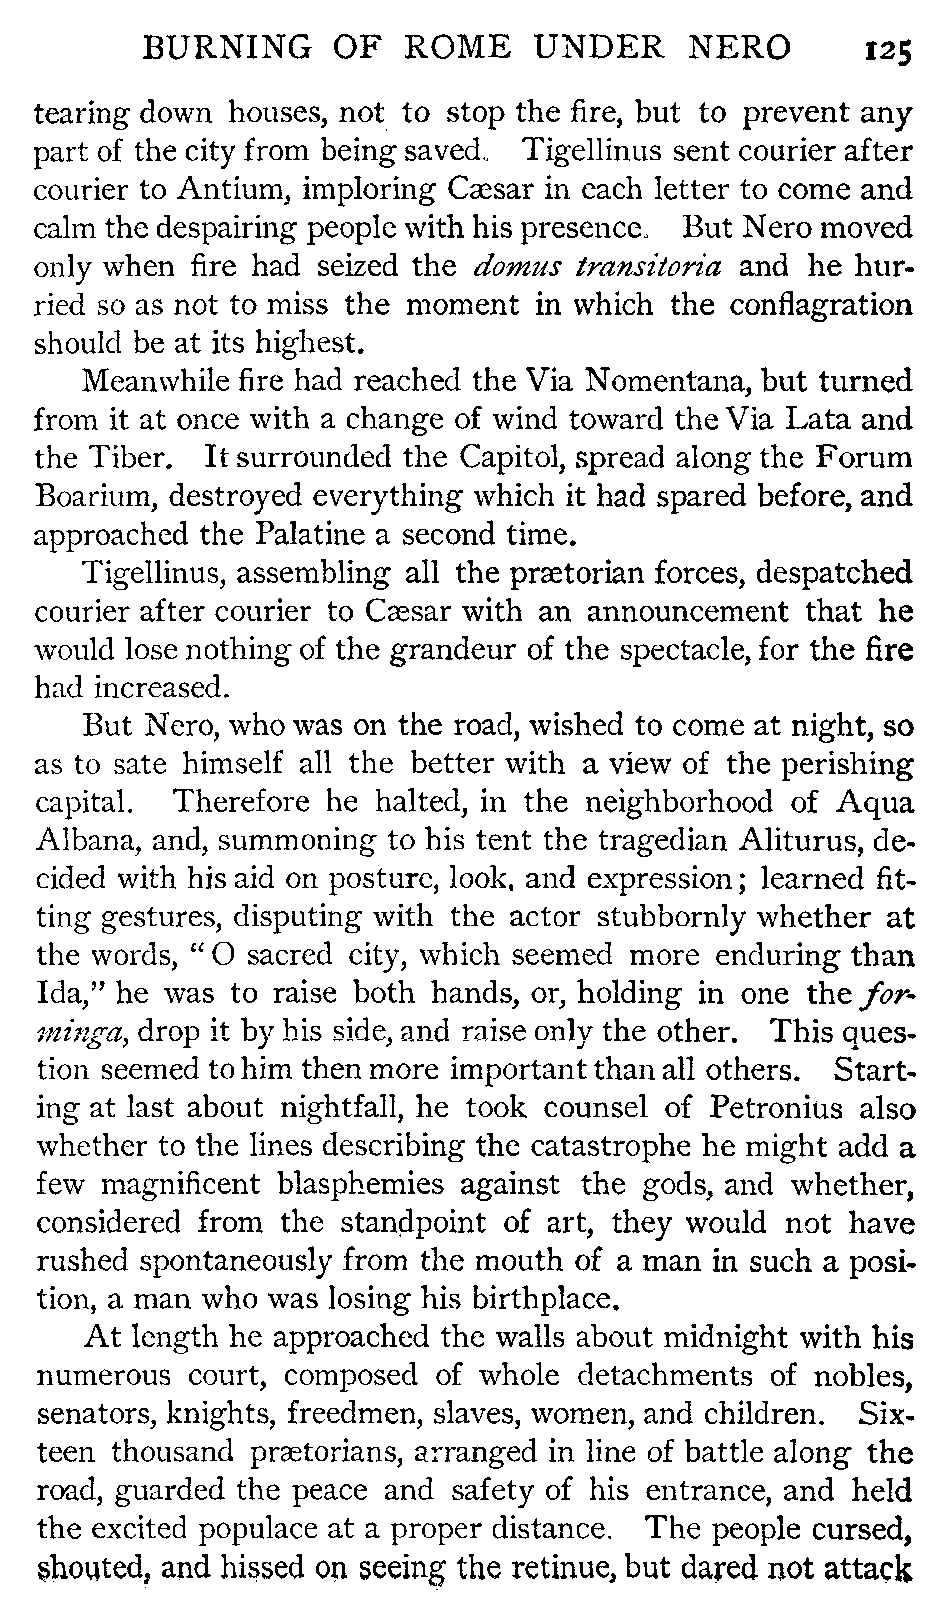 BURNING OF ROME UNDER NERO 125
tearing down houses, not to stop the fire, but to prevent any
part of the city from being saved. Tigellinus sent courier after
courier to Antium, imploring Cæsar in each letter to come and
calm the despairing people with his presence. But Nero moved
only when fire had seized the domus transitoria and he hur-
ried so as not to miss the moment in which the conflagration
should be at its highest.
Meanwhile fire had reached the Via Nomentana, but turned
from it at once with a change of wind toward the Via Lata and
the Tiber. It surrounded the Capitol, spread along the Forum
Boarium, destroyed everything which it had spared before, and
approached the Palatine a second time.
Tigellinus, assembling all the prætorian forces, despatched
courier after courier to Cæsar with an announcement that he
would lose nothing of the grandeur of the spectacle, for the fire
had increased.
But Nero, who was on the road, wished to come at night, so
as to sate himself all the better with a view of the perishing
capital. Therefore he halted, in the neighborhood of Aqua
Albana, and, summoning to his tent the tragedian Aliturus, de-
cided with his aid on posture, look, and expression; learned fit-
ting gestures, disputing with the actor stubbornly whether at
the words, “O sacred city, which seemed more enduring than
Ida,” he was to raise both hands, or, holding in one the for-
minga, drop it by his side, and raise only the other. This ques-
tion seemed to him then more important than all others. Start-
ing at last about nightfall, he took counsel of Petronius also
whether to the lines describing the catastrophe he might add a
few magnificent blasphemies against the gods, and whether,
considered from the standpoint of art, they would not have
rushed spontaneously from the mouth of a man in such a posi-
tion, a man who was losing his birthplace.
At length he approached the walls about midnight with his
numerous court, composed of whole detachments of nobles,
senators, knights, freedmen, slaves, women, and children. Six-
teen thousand prætorians, arranged in line of battle along the
road, guarded the peace and safety of his entrance, and held
the excited populace at a proper distance. The people cursed,
shouted, and hissed on seeing the retinue, but dared not attack